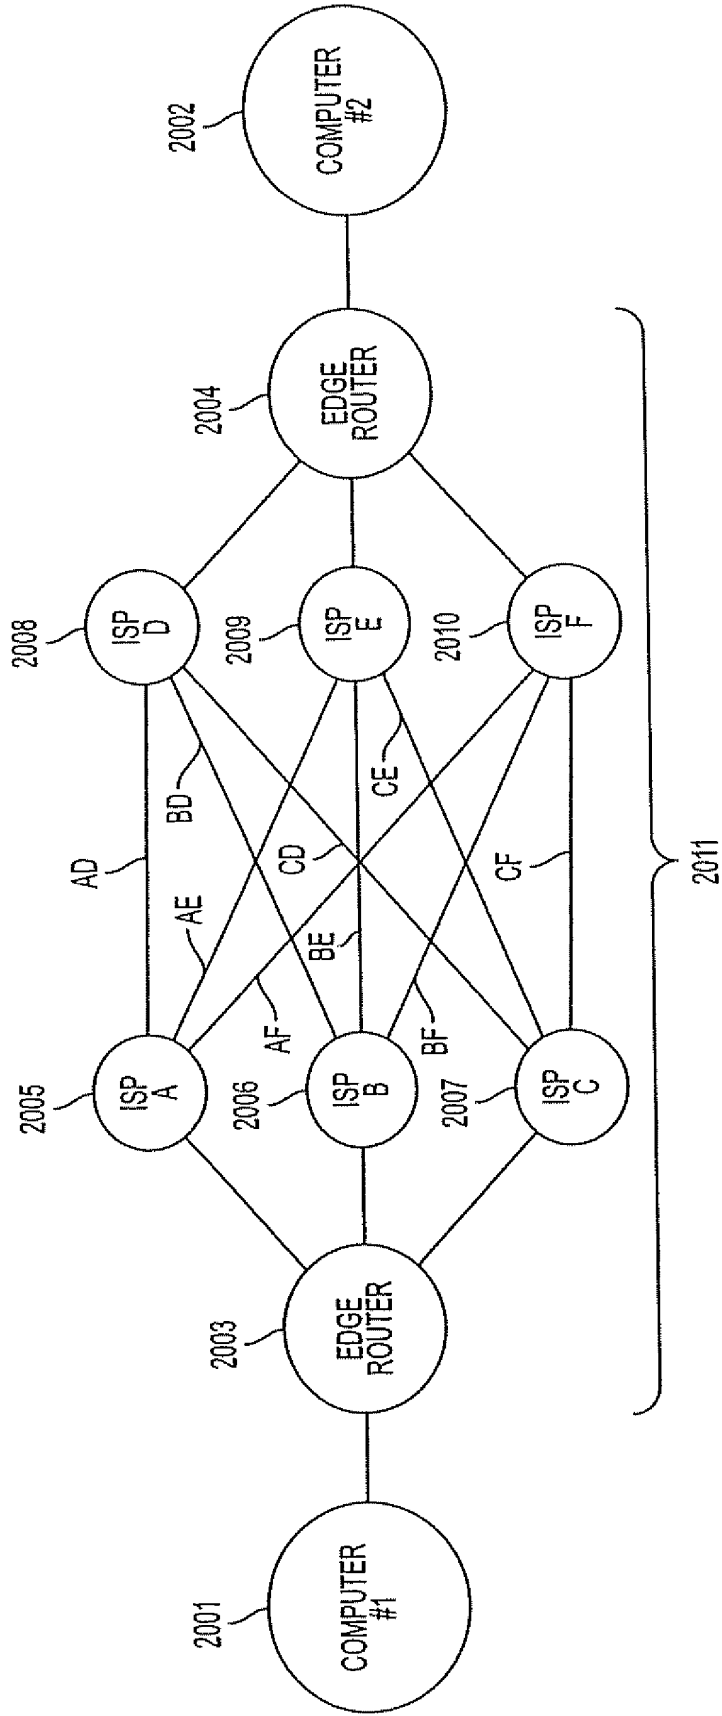 2001
COMPUTER
#1
2003
EDGE
ROUTER
2005
ISP
A
2006
ISP
B
2007
ISP
C
AD
AE
BD
AF
BE
CD
BF
CE
CF
2008
ISP
D
2009
ISP
E
2010
ISP
F
2004
EDGE
ROUTER
2002
COMPUTER
#2
2011